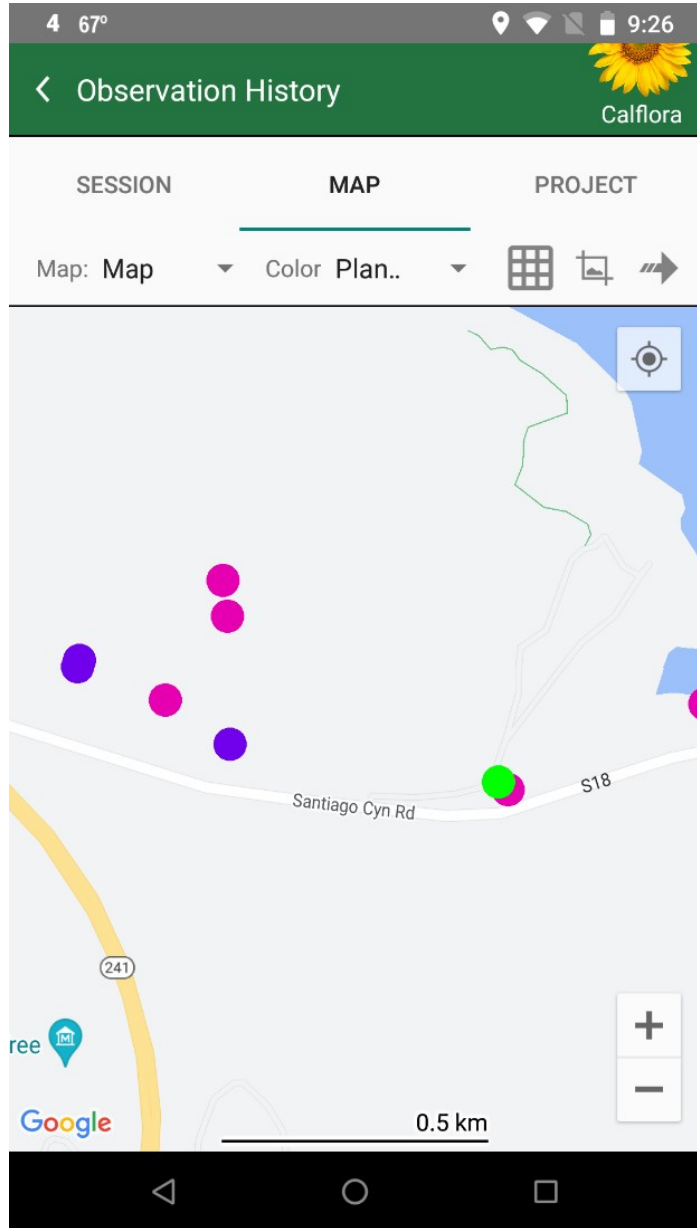 4 67° 9:26
Observation History
Calflora
SESSION MAP PROJECT
Map: Map Color Plan..
S18
Santiago Cyn Rd
241
ree M
0.5 km
Google